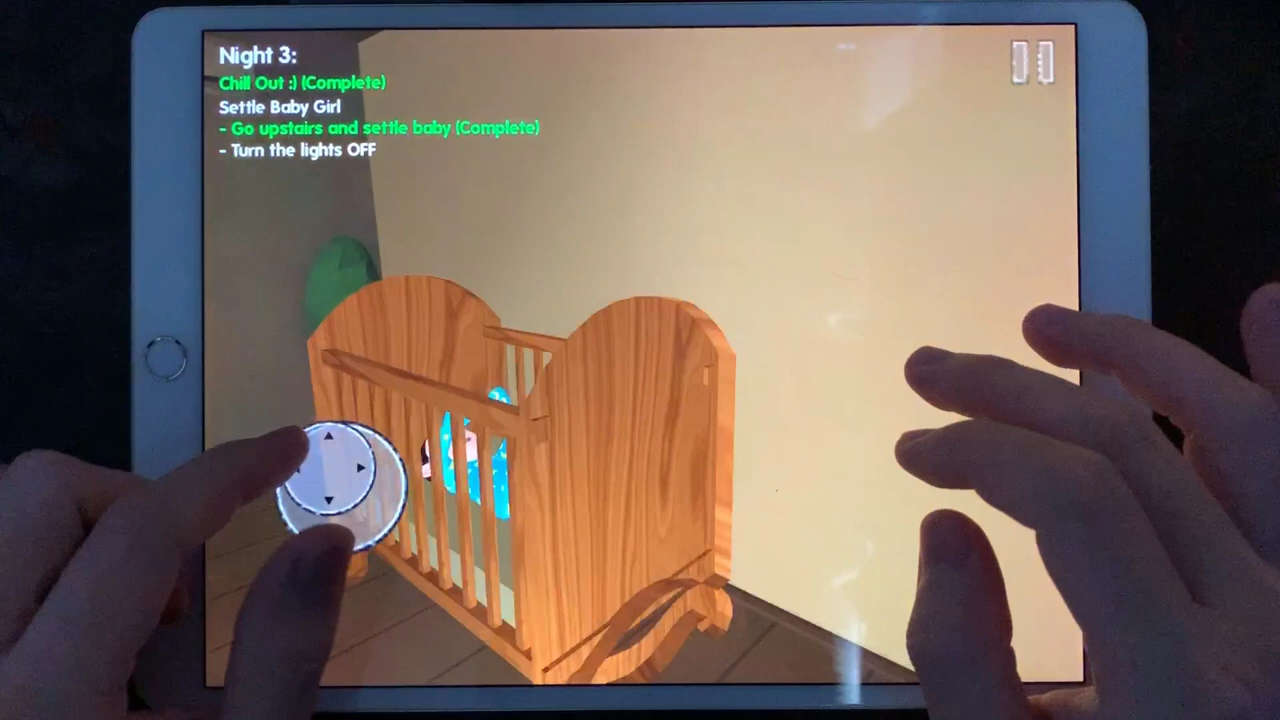 Night 3:
Chill Out :) (Complete)
Settle Baby Girl
- Go upstairs and settle baby (Complete)
- Turn the lights OFF